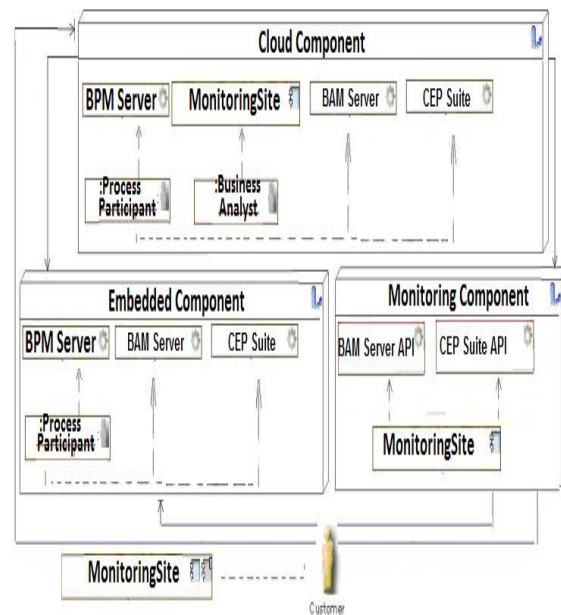 Cloud Component
BPM Server
MonitoringSite
BAM Server
CEP Suite
:Process
Participant
:Business
Analyst
Embedded Component
BPM Server
BAM Server
CEP Suite
:Process
Participant
Monitoring Component
BAM Server API
CEP Suite API
MonitoringSite
MonitoringSite
Customer